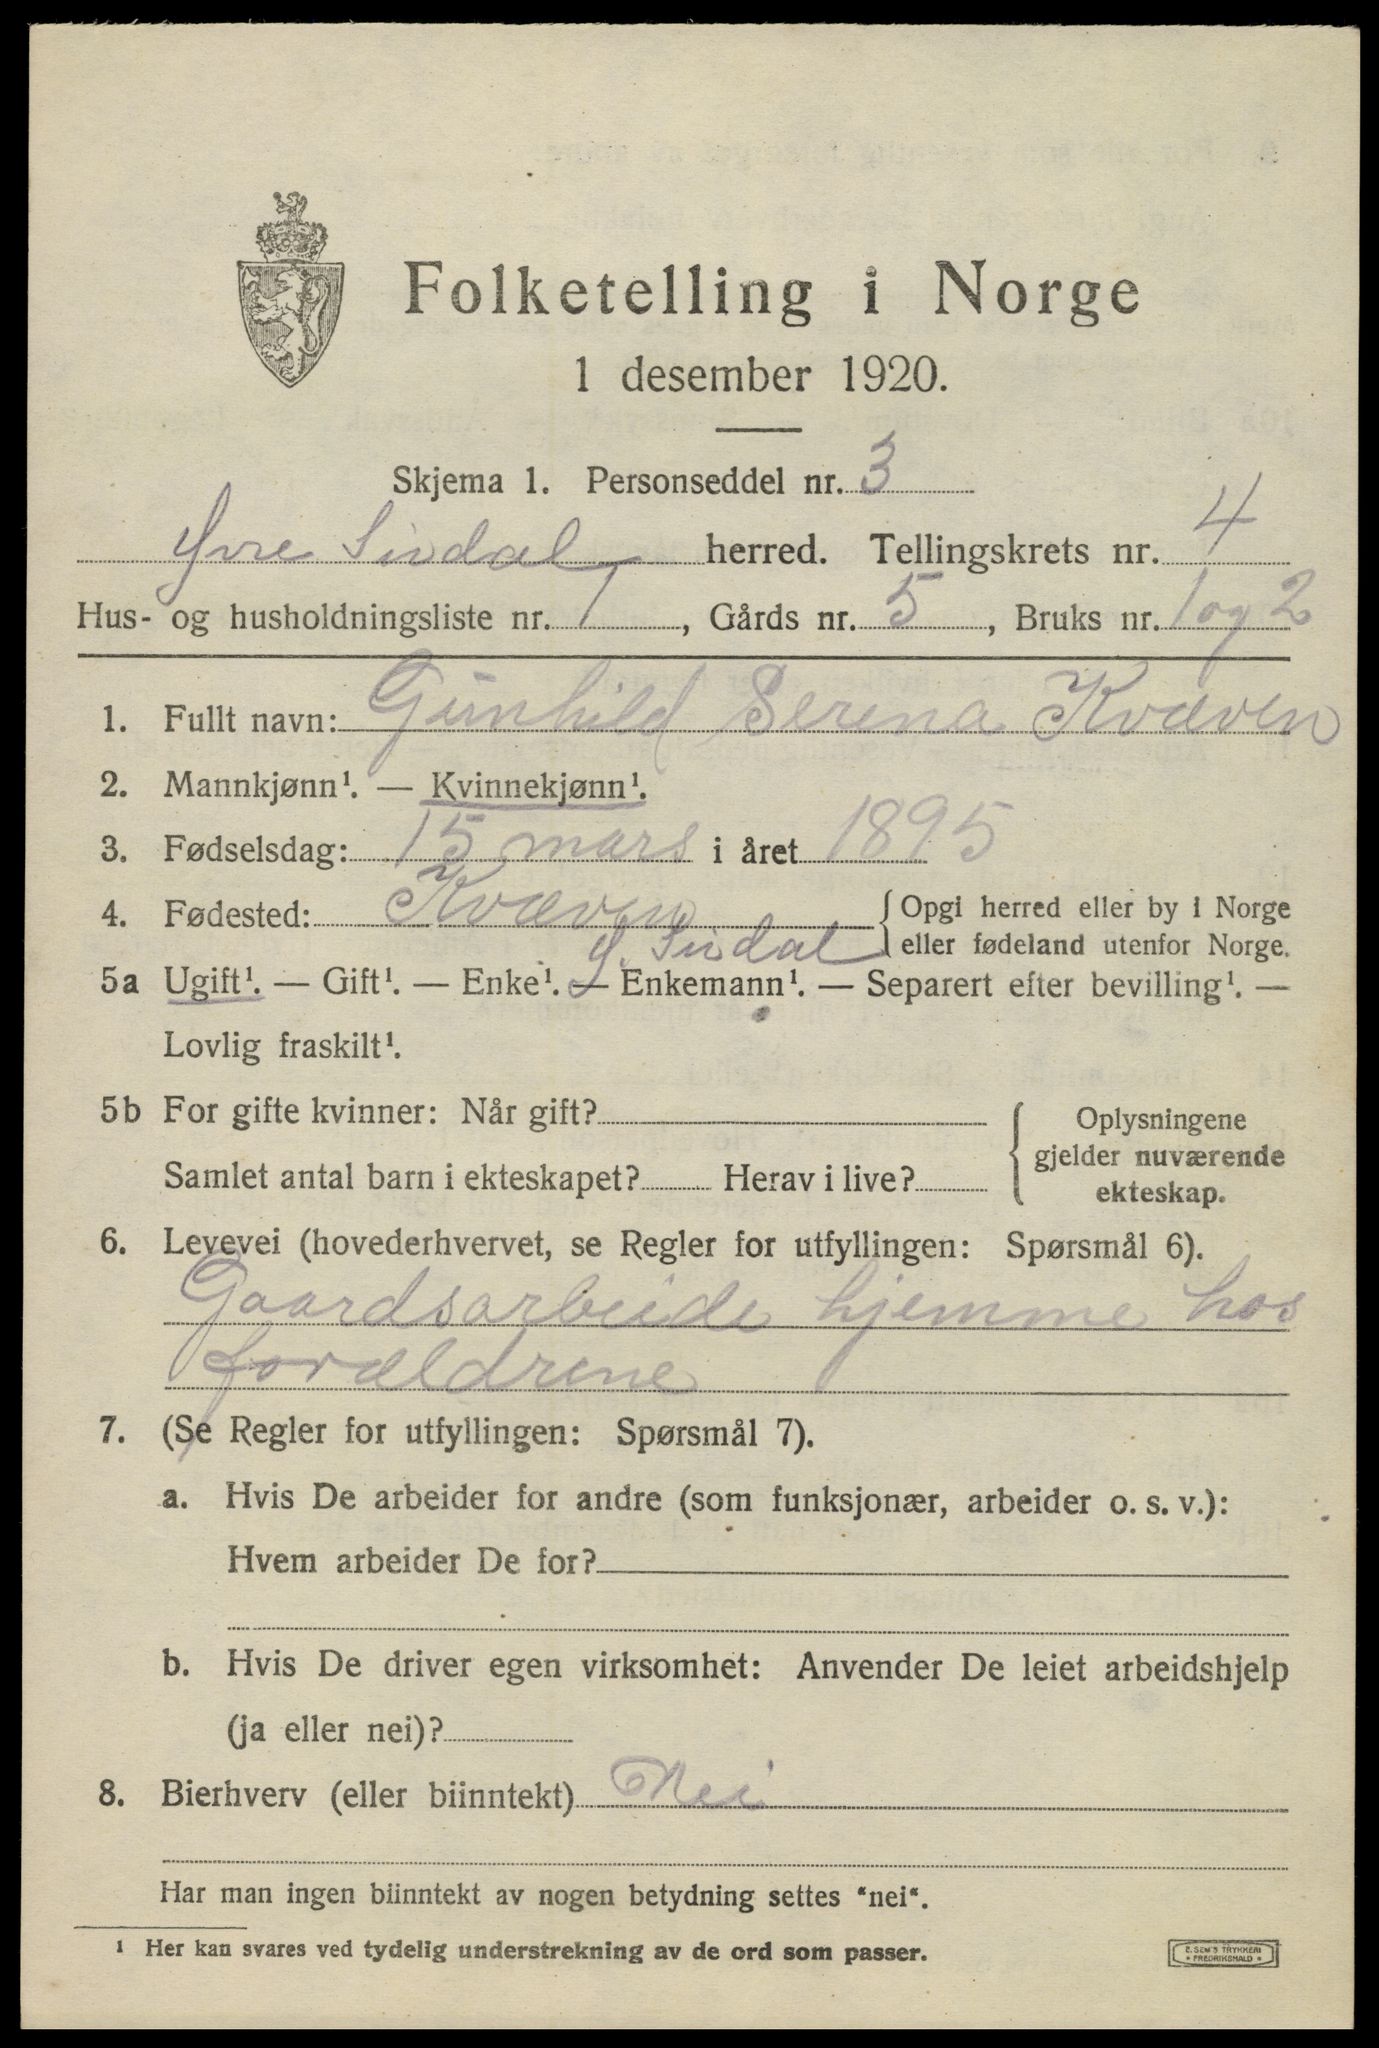 Folketelling i Norge
1 desember 1920.
Skjema 1. Personseddel nr. 3
Øvre Sirdal herred. Tellingskrets nr. 4
Hus- og husholdningsliste nr. 1, Gårds nr. 5, Bruks nr. 1 og 2
1. Fullt navn: Gunhild Serina Kvæven
2. Mannkjønn¹. — Kvinnekjønn¹.
3. Fødselsdag: 15 mars i året 1895
4. Fødested: Kvæven { Opgi herred eller by i Norge
Ø. Sirdal eller fødeland utenfor Norge.
5a Ugift¹. — Gift¹. — Enke¹. — Enkemann¹. — Separert efter bevilling¹. —
Lovlig fraskilt¹.
5b For gifte kvinner: Når gift? { Oplysningene
gjelder nuværende
Samlet antal barn i ekteskapet? Herav i live? ekteskap.
6. Levevei (hovederhvervet, se Regler for utfyllingen: Spørsmål 6).
Gaardsarbeide hjemme hos
forældrene
7. (Se Regler for utfyllingen: Spørsmål 7).
a. Hvis De arbeider for andre (som funksjonær, arbeider o. s. v.):
Hvem arbeider De for?
b. Hvis De driver egen virksomhet: Anvender De leiet arbeidshjelp
(ja eller nei)?
8. Bierhverv (eller biinntekt) Nei
Har man ingen biinntekt av nogen betydning settes "nei".
¹ Her kan svares ved tydelig understrekning av de ord som passer.
E. SEM'S TRYKKERI
FREDRIKSHALD